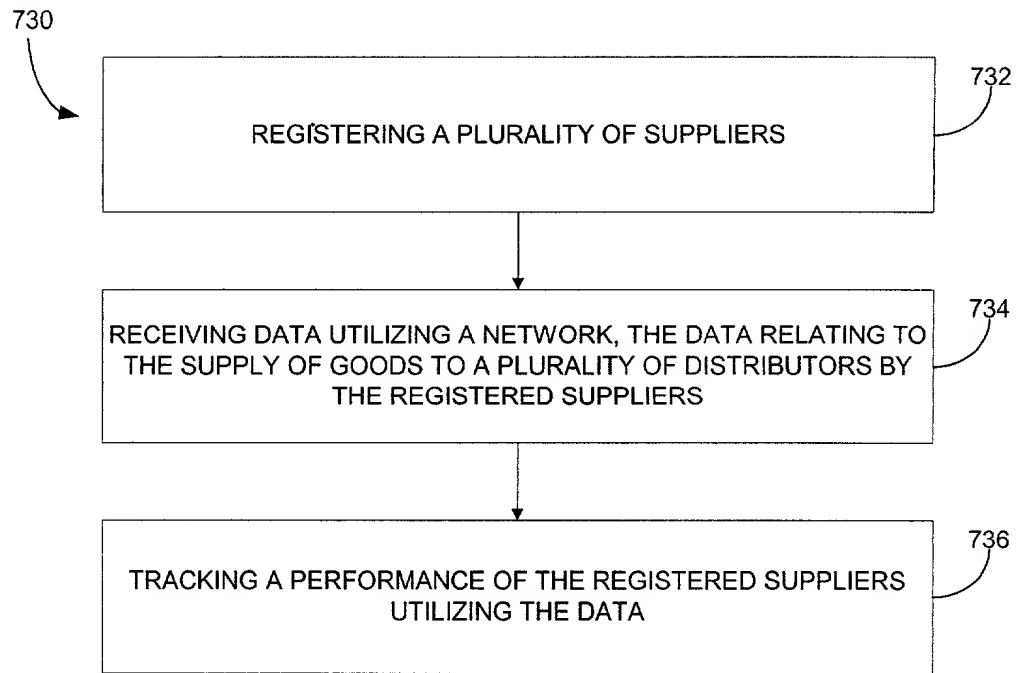 730
732
REGISTERING A PLURALITY OF SUPPLIERS
734
RECEIVING DATA UTILIZING A NETWORK, THE DATA RELATING TO
THE SUPPLY OF GOODS TO A PLURALITY OF DISTRIBUTORS BY
THE REGISTERED SUPPLIERS
736
TRACKING A PERFORMANCE OF THE REGISTERED SUPPLIERS
UTILIZING THE DATA